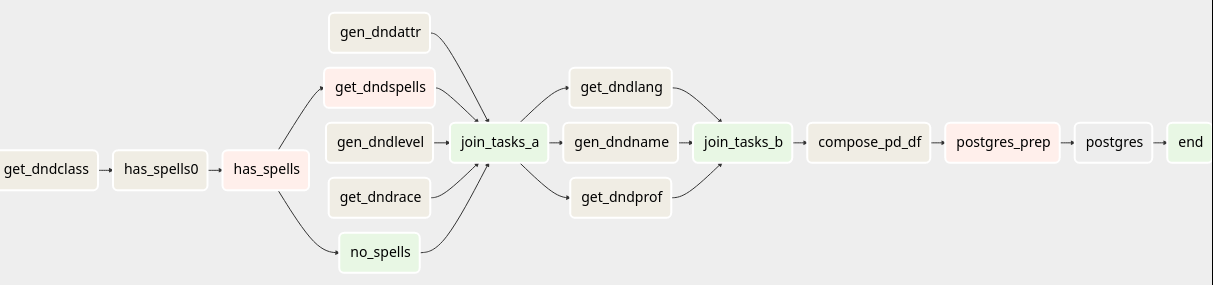 gen_dndattr
get_dndspells
get_dndlang
gen_dndlevel
join_tasks_a
gen_dndname
join_tasks_b
compose_pd_df
postgres_prep
postgres
end
get_dndclass
has_spells0
has_spells
get_dndrace
get_dndprof
no_spells